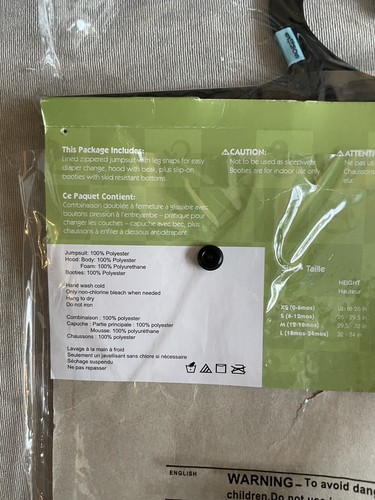 This Package Includes:
Lined zippered jumpsuit with leg snaps for easy
diaper change, hood with beak, plus slip-on
booties with skid resistant bottoms.
Ce Paquet Contient:
Combinaison doublée à fermeture à glissière avec
boutons pression à l'entrejambe – pratique pour
changer les couches – capuche avec bec, plus
chaussons à enfiler à dessous antidérapant.
⚠CAUTION:
Not to be used as sleepwear.
Booties are for indoor use only
⚠ATTENTI
Ne pas uti
Chaussons
Jumpsuit: 100% Polyester
Hood: Body: 100% Polyester
Foam: 100% Polyurethane
Booties: 100% Polyester
Hand wash cold
Only non-chlorine bleach when needed
Hang to dry
Do not iron
Combinaison : 100% polyester
Capuche : Partie principale : 100% polyester
Mousse: 100% polyuréthane
Chaussons : 100% polyester
Lavage à la main à froid
Seulement un javellisant sans chlore si nécessaire
Séchage suspendu
Ne pas repasser
Taille
HEIGHT
Hauteur
XS (0-6mos)
S (6-12mos)
M (12-18mos)
L (18mos-24mos) 32 - 34 in
ENGLISH
WARNING – To avoid dang
children. Do not use i